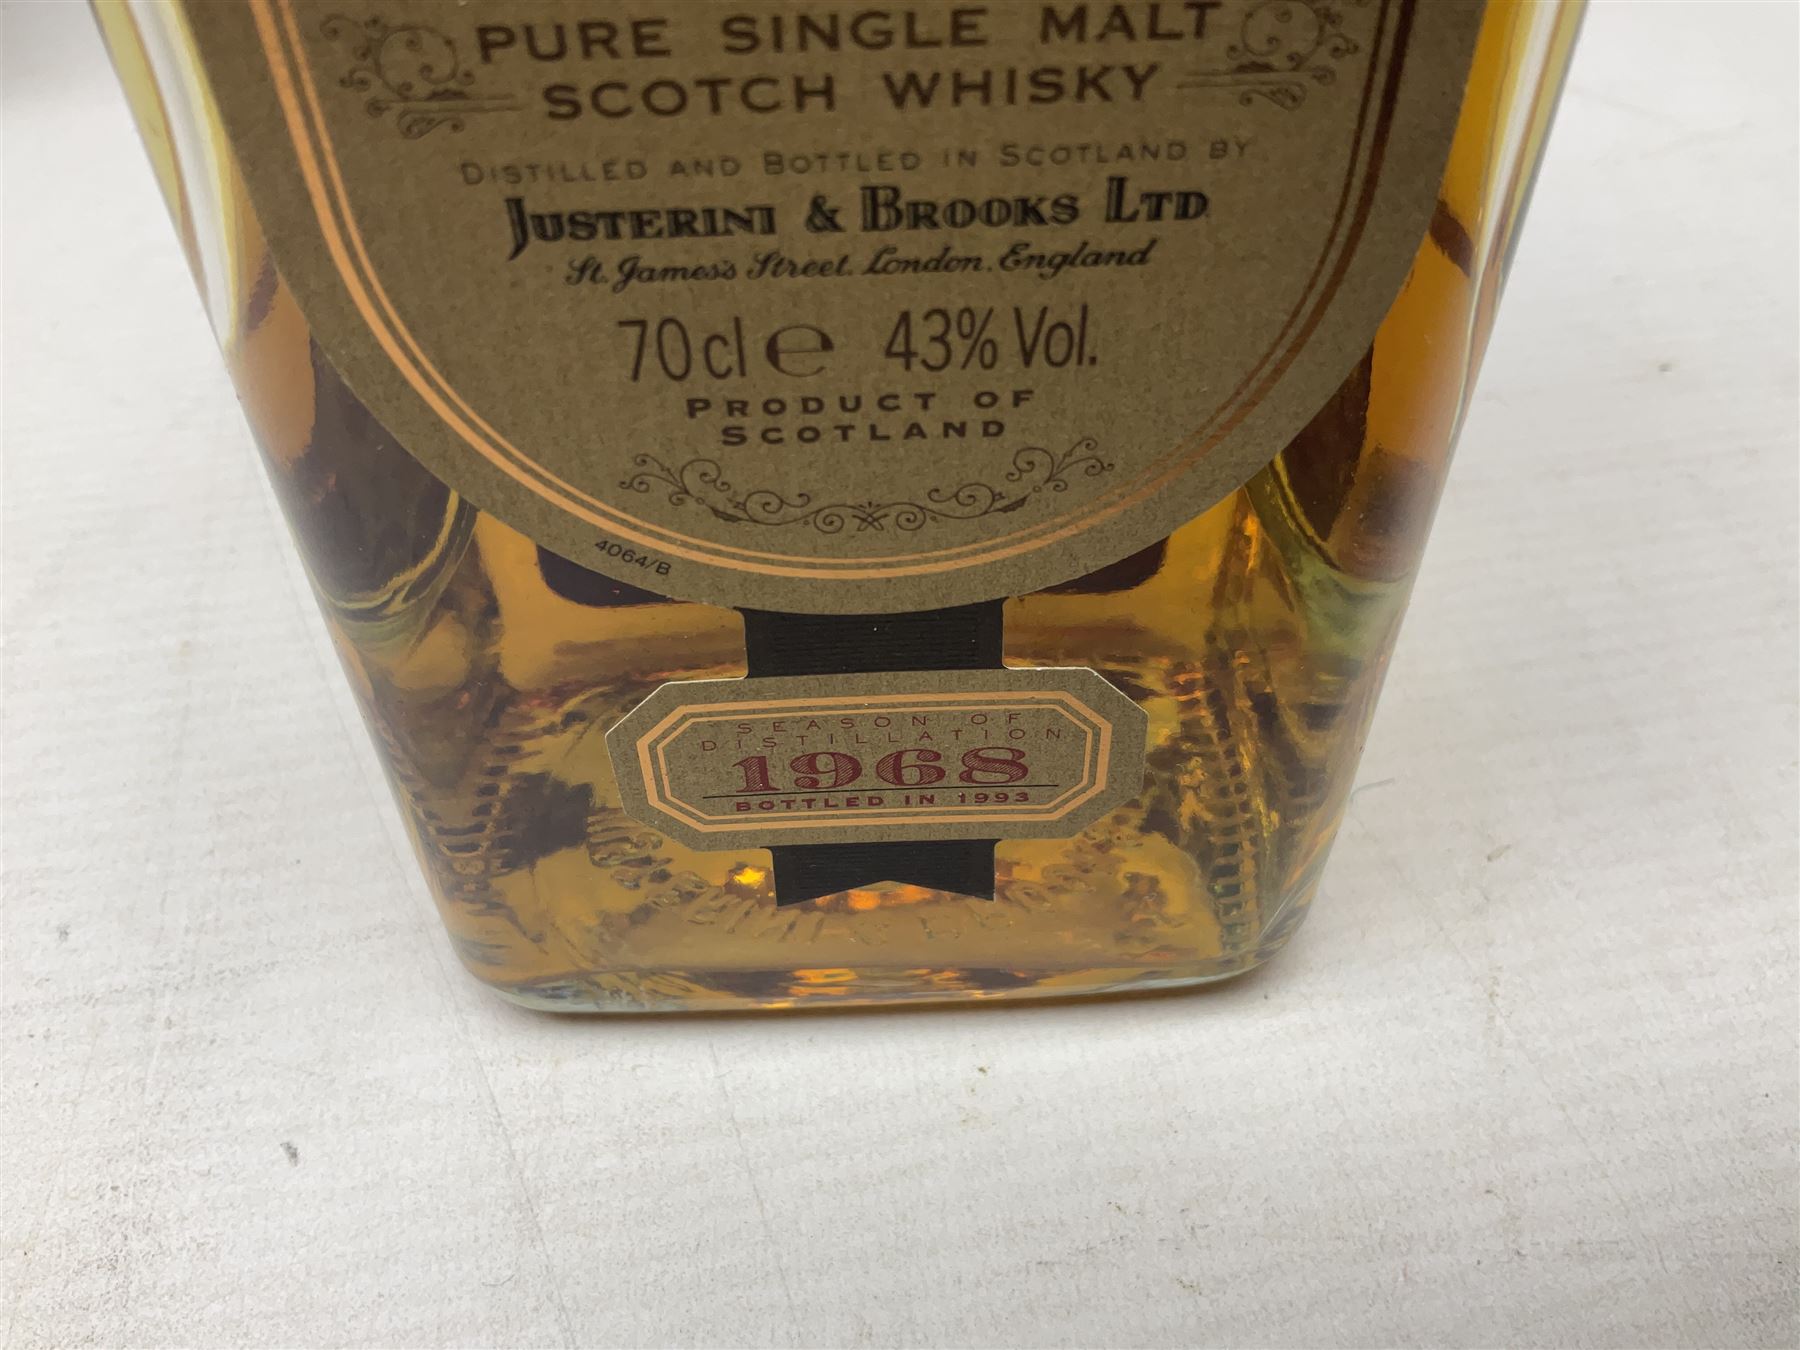 PURE SINGLE MALT
SCOTCH WHISKY
DISTILLED AND BOTTLED IN SCOTLAND BY
JUSTERINI & BROOKS LTD
St. James's Street. London. England
70cl e 43% Vol.
PRODUCT OF
SCOTLAND
4064/B
SEASON OF
DISTILLATION
1968
BOTTLED IN 1993